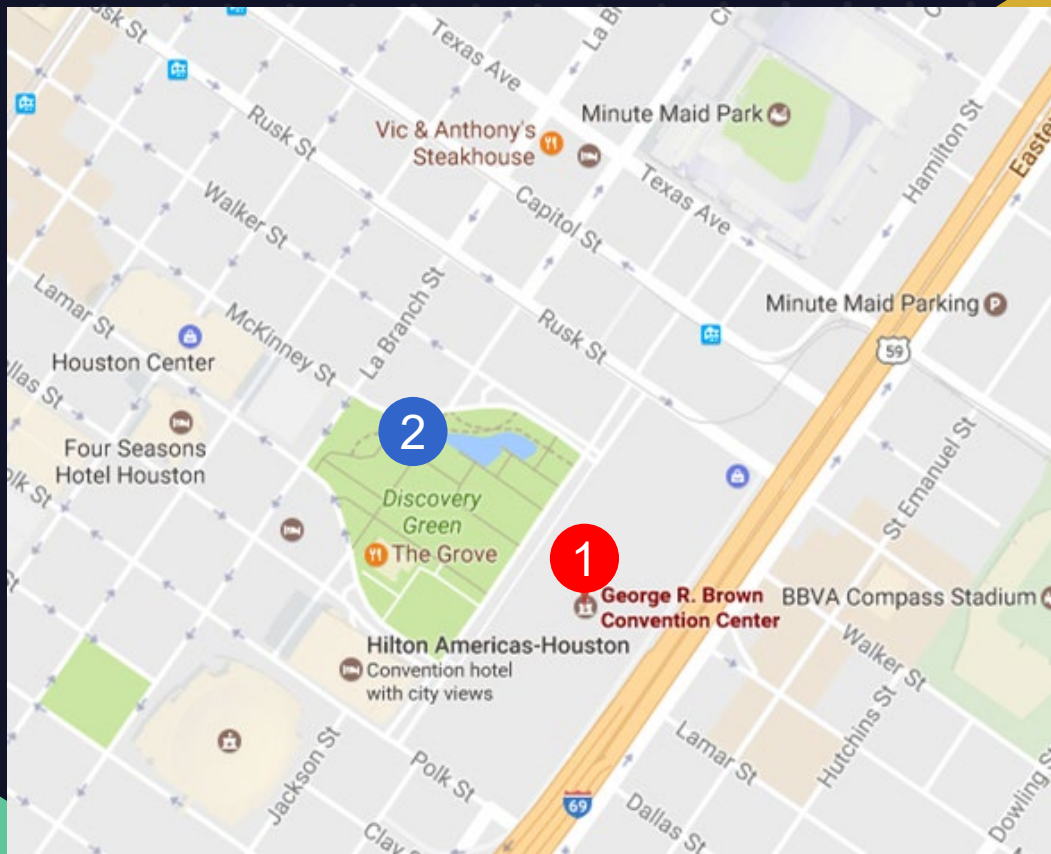 Rusk St
Texas Ave
Minute Maid Park
Hamilton St
Vic & Anthony's
Steakhouse
Rusk St
Texas Ave
Capitol St
Walker St
Lamar St
McKinney St
La Branch St
Rusk St
Minute Maid Parking
59
Houston Center
2
Four Seasons
Hotel Houston
Discovery
Green
The Grove
St Emanuel St
1
George R. Brown
Convention Center
BBVA Compass Stadium
Hilton Americas-Houston
Convention hotel
with city views
Walker St
Hutchins St
Lamar St
Jackson St
Polk St
69
Dallas St
Dowling St